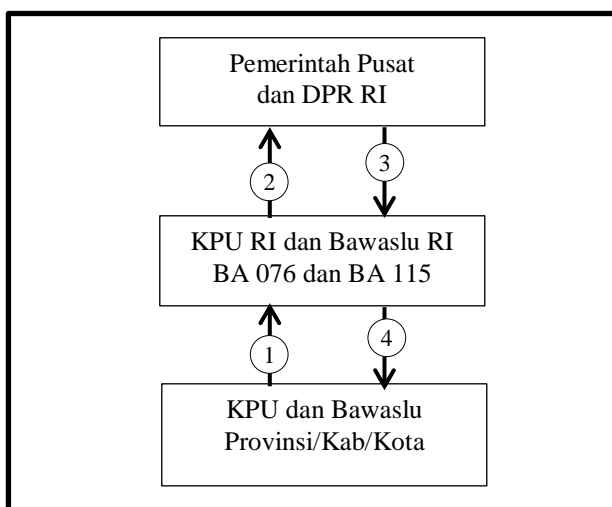 Pemerintah Pusat
dan DPR RI
2
3
KPU RI dan Bawaslu RI
BA 076 dan BA 115
1
4
KPU dan Bawaslu
Provinsi/Kab/Kota